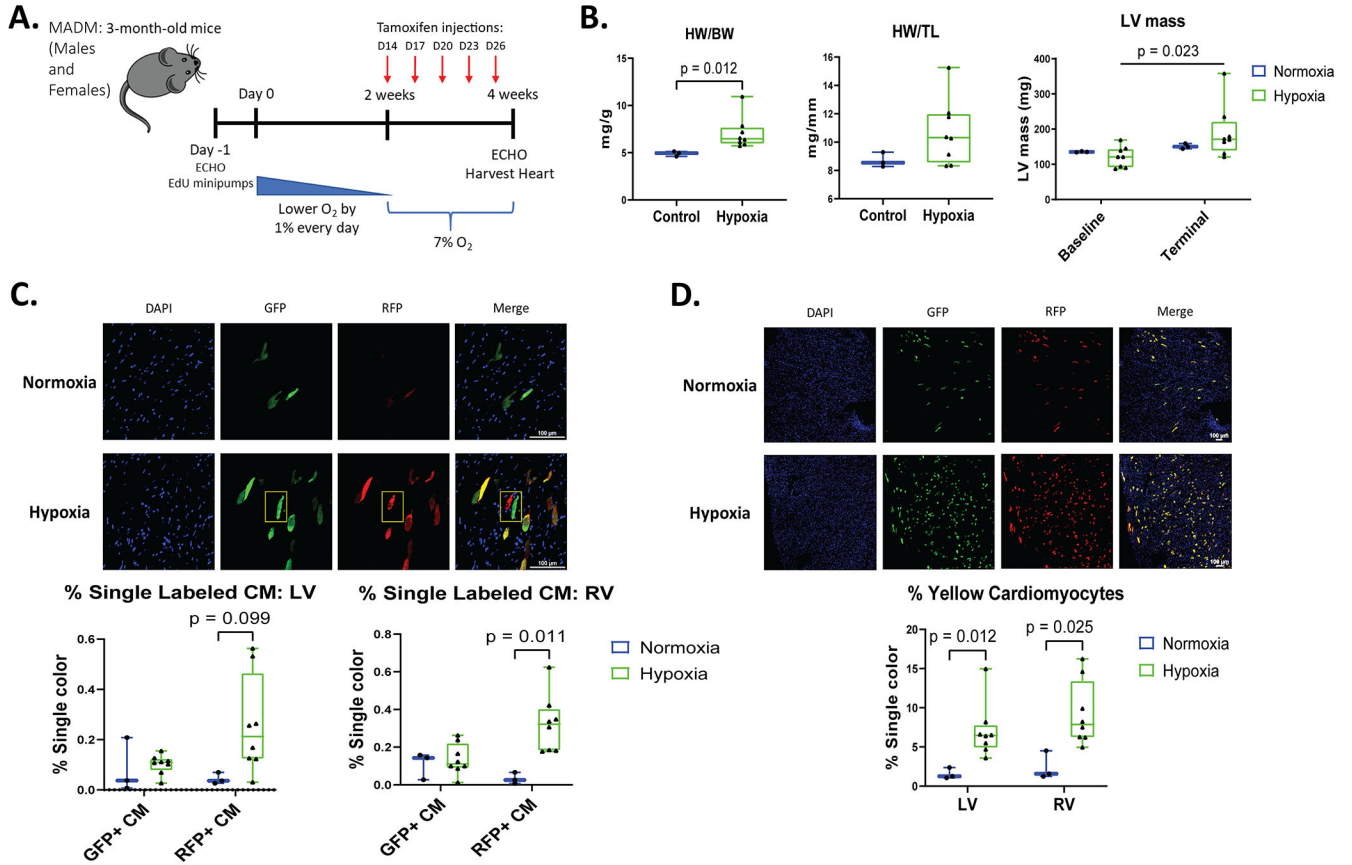 A.
MADM: 3-month-old mice
(Males
and
Females)
Tamoxifen injections:
D14 D17 D20 D23 D26
Day 0
2 weeks
4 weeks
Day -1
ECHO
EdU minipumps
ECHO
Harvest Heart
Lower O2 by
1% every day
7% O2
B.
HW/BW
p = 0.012
mg/g
15
10
5
0
Control Hypoxia
HW/TL
mg/mm
16
14
12
10
8
6
Control Hypoxia
LV mass
p = 0.023
LV mass (mg)
400
300
200
100
0
Baseline
Terminal
Normoxia
Hypoxia
C.
DAPI GFP RFP Merge
Normoxia
100 µm
Hypoxia
100 µm
% Single Labeled CM: LV
p = 0.099
% Single color
0.6
0.4
0.2
0.0
GFP+ CM
RFP+ CM
% Single Labeled CM: RV
p = 0.011
% Single color
0.8
0.6
0.4
0.2
0.0
GFP+ CM
RFP+ CM
Normoxia
Hypoxia
D.
DAPI GFP RFP Merge
Normoxia
100 µm
Hypoxia
100 µm
% Yellow Cardiomyocytes
p = 0.012
p = 0.025
% Single color
20
15
10
5
0
LV RV
Normoxia
Hypoxia